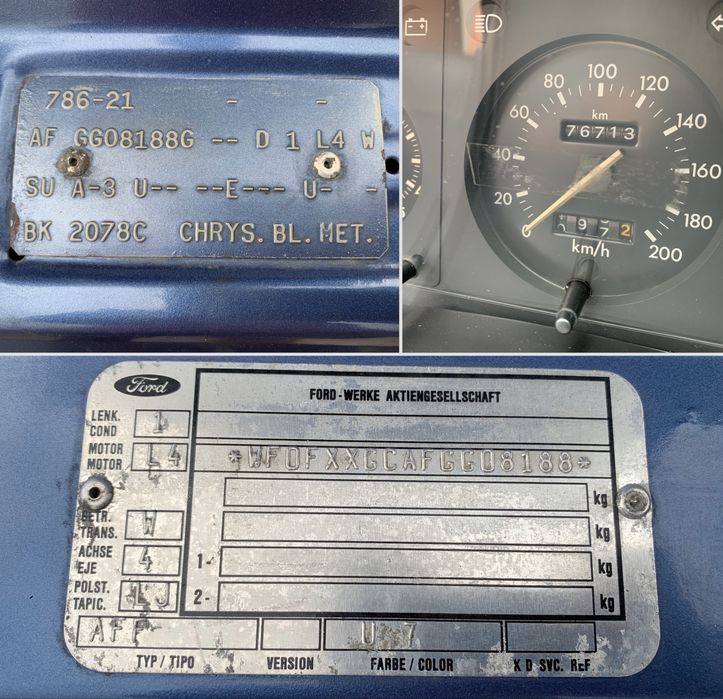 786-21 - -
AF GG08188G -- D 1 L4 W
SU A-3 U-- --E--- U- -
BK 2078C CHRYS. BL. MET.
0
20
40
60
80
100
120
140
160
180
200
km
76713
972
km/h
Ford
FORD-WERKE AKTIENGESELLSCHAFT
LENK.
COND
1
MOTOR
MOTOR
L4
*WF0FXXGCAFGG08188*
kg
GETR.
TRANS.
W
kg
ACHSE
EJE
4
1-
kg
POLST.
TAPIC.
2-
kg
AFF
TYP / TIPO
VERSION
FARBE / COLOR
K D SVC. REF